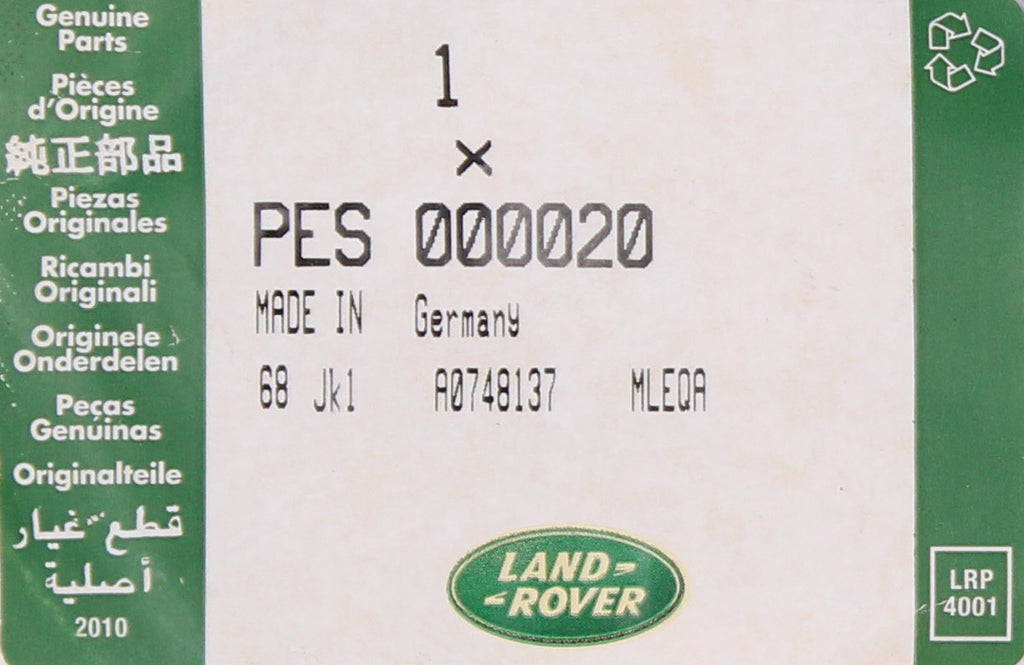 Genuine
Parts
Pièces
d'Origine
純正部品
Piezas
Originales
Ricambi
Originali
Originele
Onderdelen
Peças
Genúinas
Originalteile
قطع غيار
أصلية
2010
1
×
PES 000020
MADE IN Germany
68 Jk1 A0748137 MLEQA
LAND-
-ROVER
LRP
4001